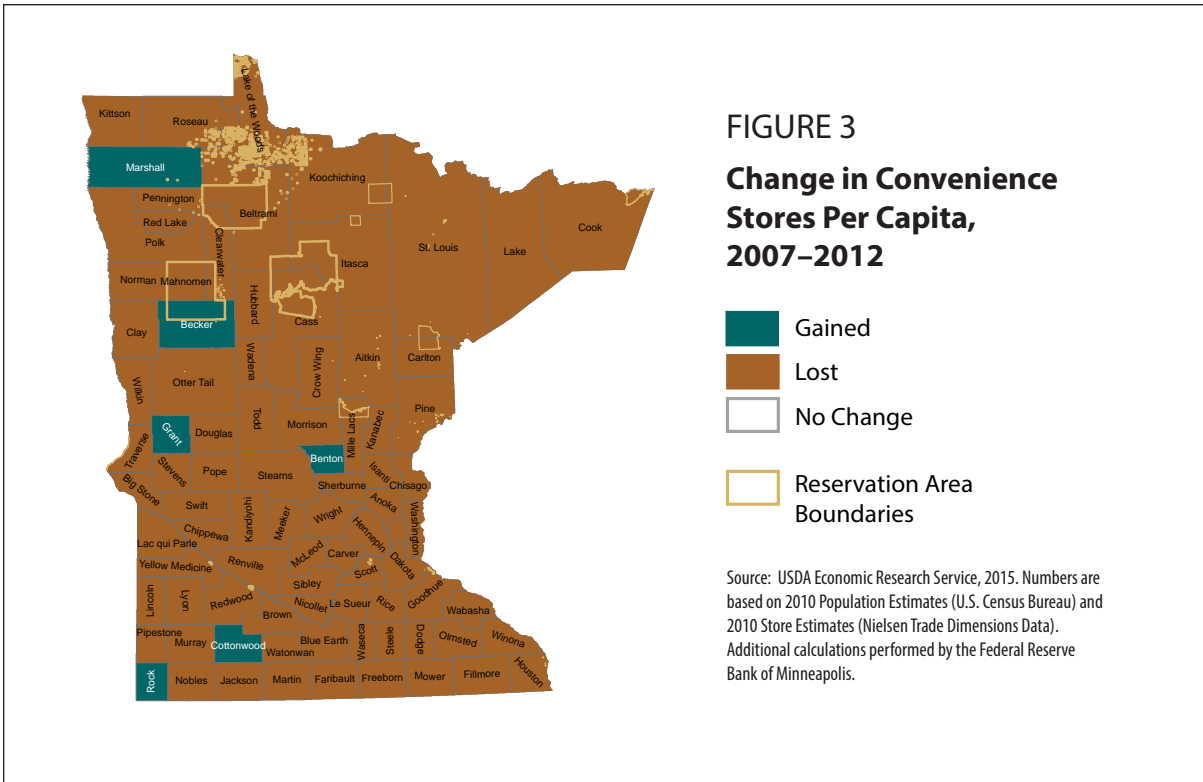 FIGURE 3
Change in Convenience
Stores Per Capita,
2007–2012
Gained
Lost
No Change
Reservation Area
Boundaries
Source: USDA Economic Research Service, 2015. Numbers are
based on 2010 Population Estimates (U.S. Census Bureau) and
2010 Store Estimates (Nielsen Trade Dimensions Data).
Additional calculations performed by the Federal Reserve
Bank of Minneapolis.
Kittson
Roseau
Lake of the Woods
Marshall
Koochiching
Pennington
Beltrami
Red Lake
Polk
Clearwater
Cook
St. Louis
Lake
Itasca
Norman
Mahnomen
Hubbard
Cass
Becker
Clay
Aitkin
Carlton
Wadena
Crow Wing
Otter Tail
Wilkin
Pine
Todd
Morrison
Mille Lacs
Kanabec
Grant
Douglas
Traverse
Benton
Stevens
Pope
Stearns
Isanti
Big Stone
Sherburne
Chisago
Swift
Kandiyohi
Meeker
Wright
Anoka
Washington
Hennepin
Chippewa
Lac qui Parle
McLeod
Carver
Yellow Medicine
Renville
Scott
Dakota
Lincoln
Lyon
Redwood
Sibley
Nicollet
Le Sueur
Rice
Goodhue
Brown
Wabasha
Pipestone
Murray
Cottonwood
Watonwan
Blue Earth
Waseca
Steele
Dodge
Olmsted
Winona
Rock
Nobles
Jackson
Martin
Faribault
Freeborn
Mower
Fillmore
Houston